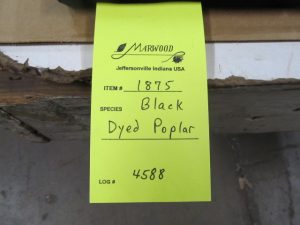 MARWOOD
Jeffersonville Indiana USA
ITEM # 1875
SPECIES Black
Dyed Poplar
LOG # 4588